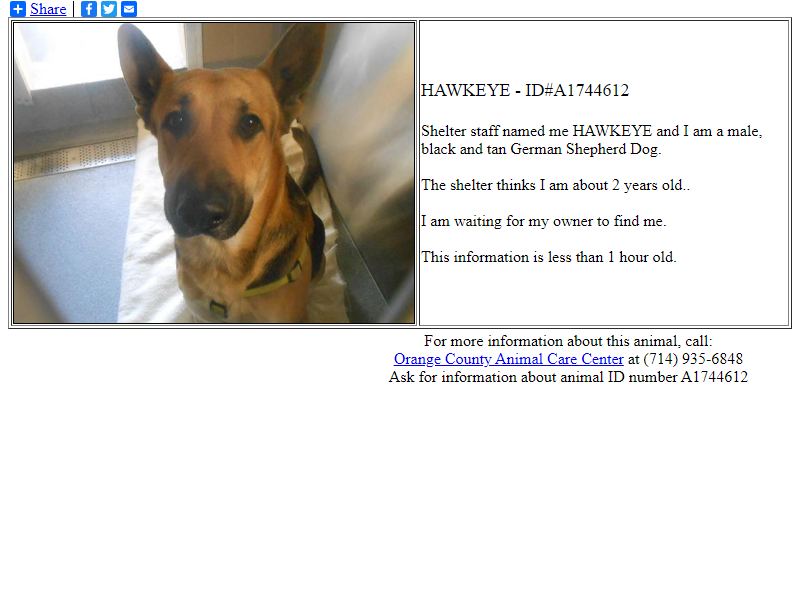 Share |
HAWKEYE - ID#A1744612
Shelter staff named me HAWKEYE and I am a male,
black and tan German Shepherd Dog.
The shelter thinks I am about 2 years old..
I am waiting for my owner to find me.
This information is less than 1 hour old.
For more information about this animal, call:
Orange County Animal Care Center at (714) 935-6848
Ask for information about animal ID number A1744612